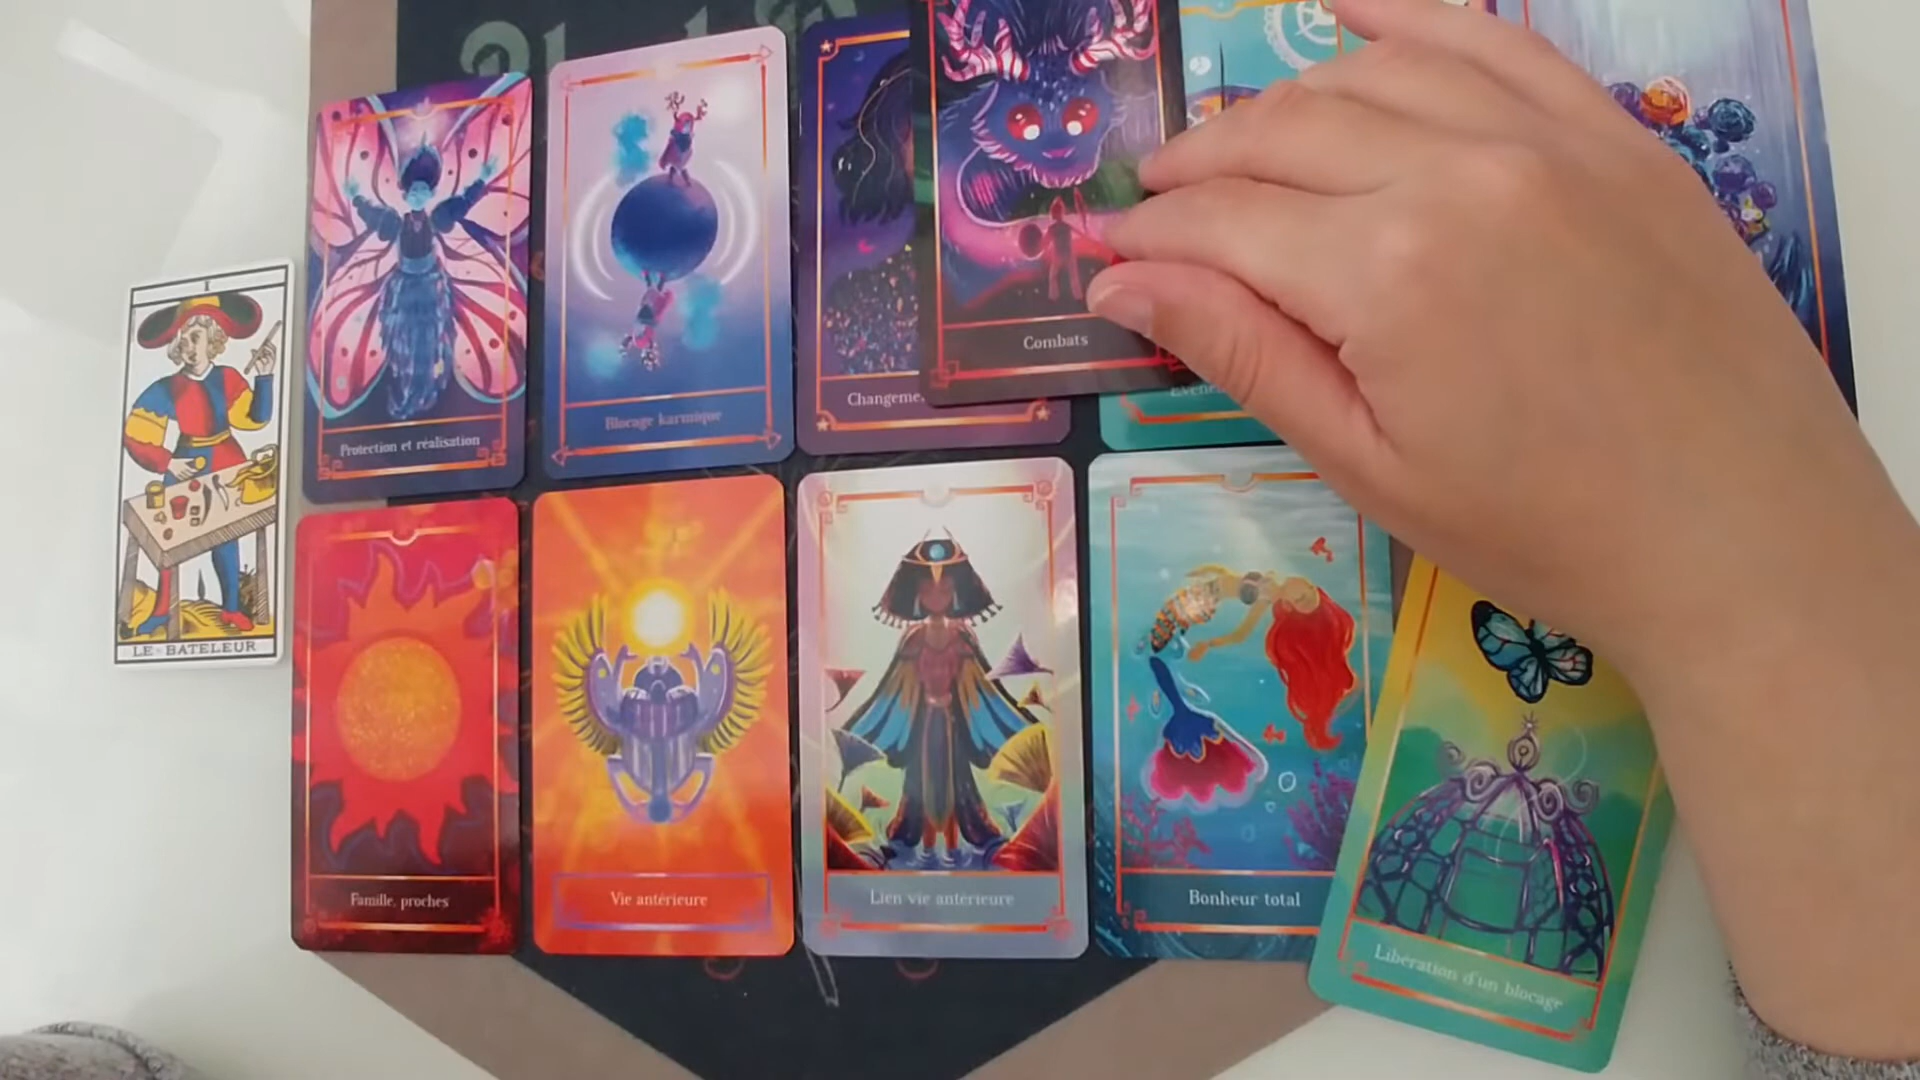 I
LE·BATELEUR
Protection et réalisation
Blocage karmique
Combats
Famille, proches
Vie antérieure
Lien vie antérieure
Bonheur total
Libération d'un blocage